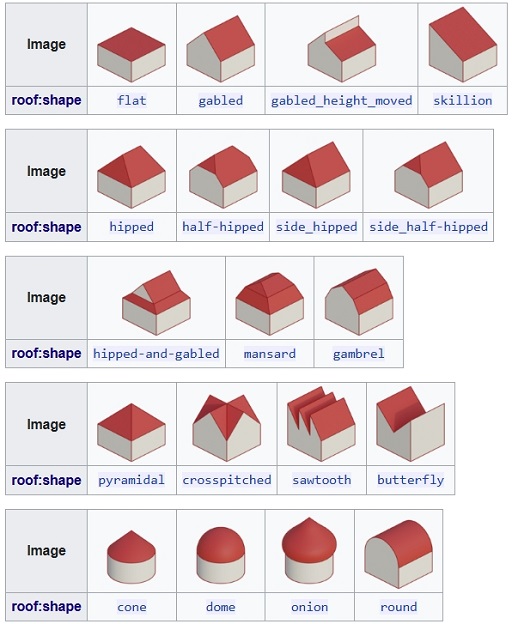 Image
roof:shape flat gabled gabled_height_moved skillion
Image
roof:shape hipped half-hipped side_hipped side_half-hipped
Image
roof:shape hipped-and-gabled mansard gambrel
Image
roof:shape pyramidal crosspitched sawtooth butterfly
Image
roof:shape cone dome onion round